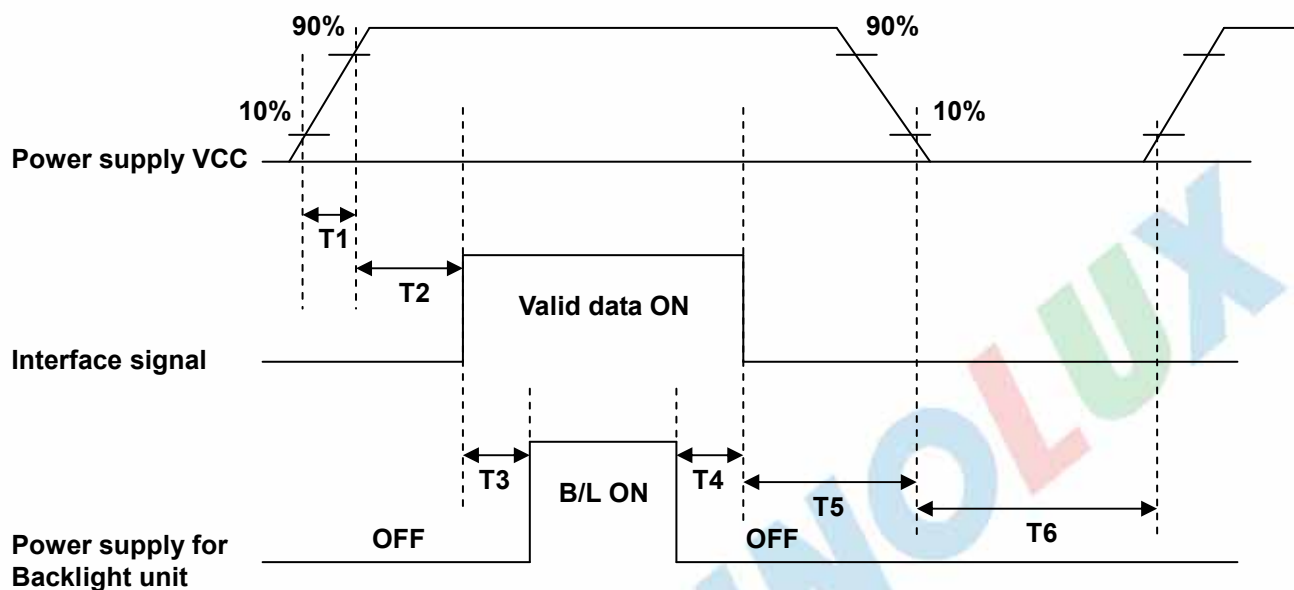 90%
90%
10%
10%
Power supply VCC
T1
T2
Valid data ON
Interface signal
T3
T4
B/L ON
T5
T6
OFF
OFF
Power supply for
Backlight unit
NOLUX